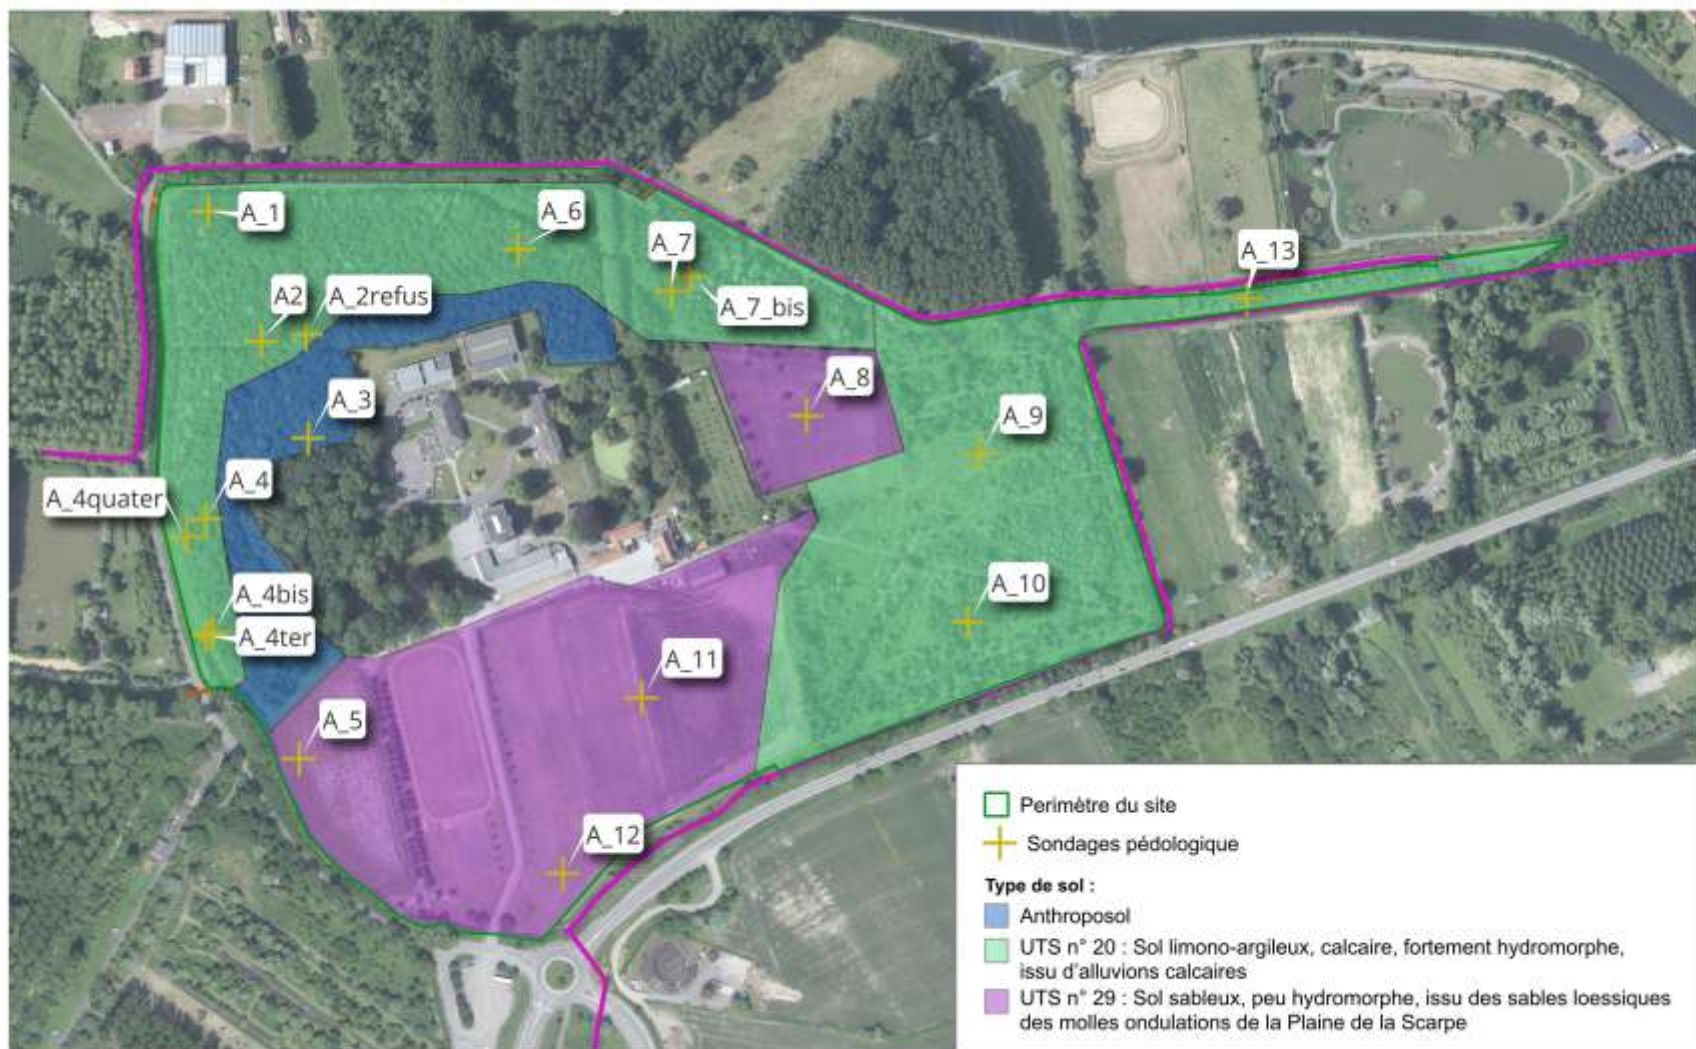 A_1
A_6
A_7
A_13
A2
A_2refus
A_7_bis
A_3
A_8
A_9
A_4
A_4quater
A_4bis
A_10
A_4ter
A_11
A_5
A_12
Perimètre du site
Sondages pédologique
Type de sol :
Anthroposol
UTS n° 20 : Sol limono-argileux, calcaire, fortement hydromorphe,
issu d'alluvions calcaires
UTS n° 29 : Sol sableux, peu hydromorphe, issu des sables loessiques
des molles ondulations de la Plaine de la Scarpe